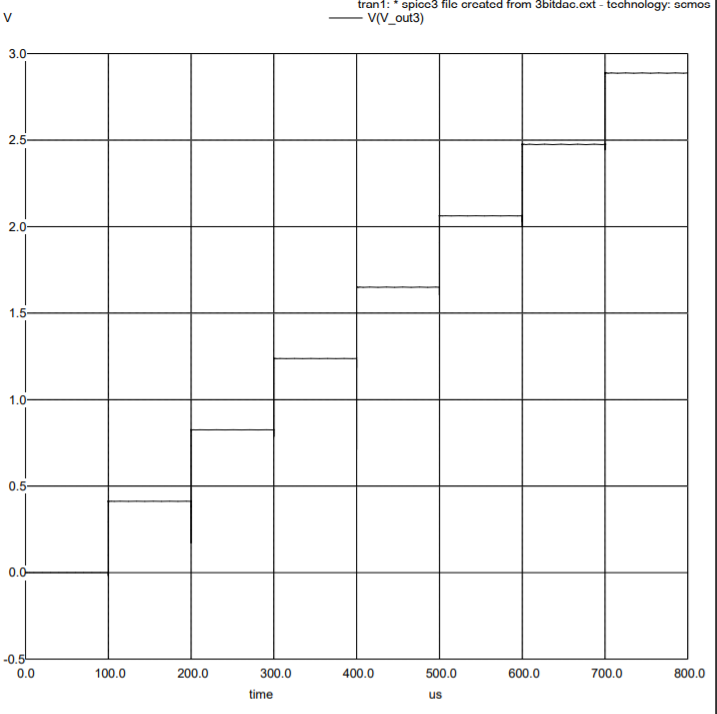 tran1: * spice3 file created from 3bitdac.ext - technology: scmos
V
V(V_out3)
3.0
2.5
2.0
1.5
1.0
0.5
0.0
-0.5
0.0 100.0 200.0 300.0 400.0 500.0 600.0 700.0 800.0
time us